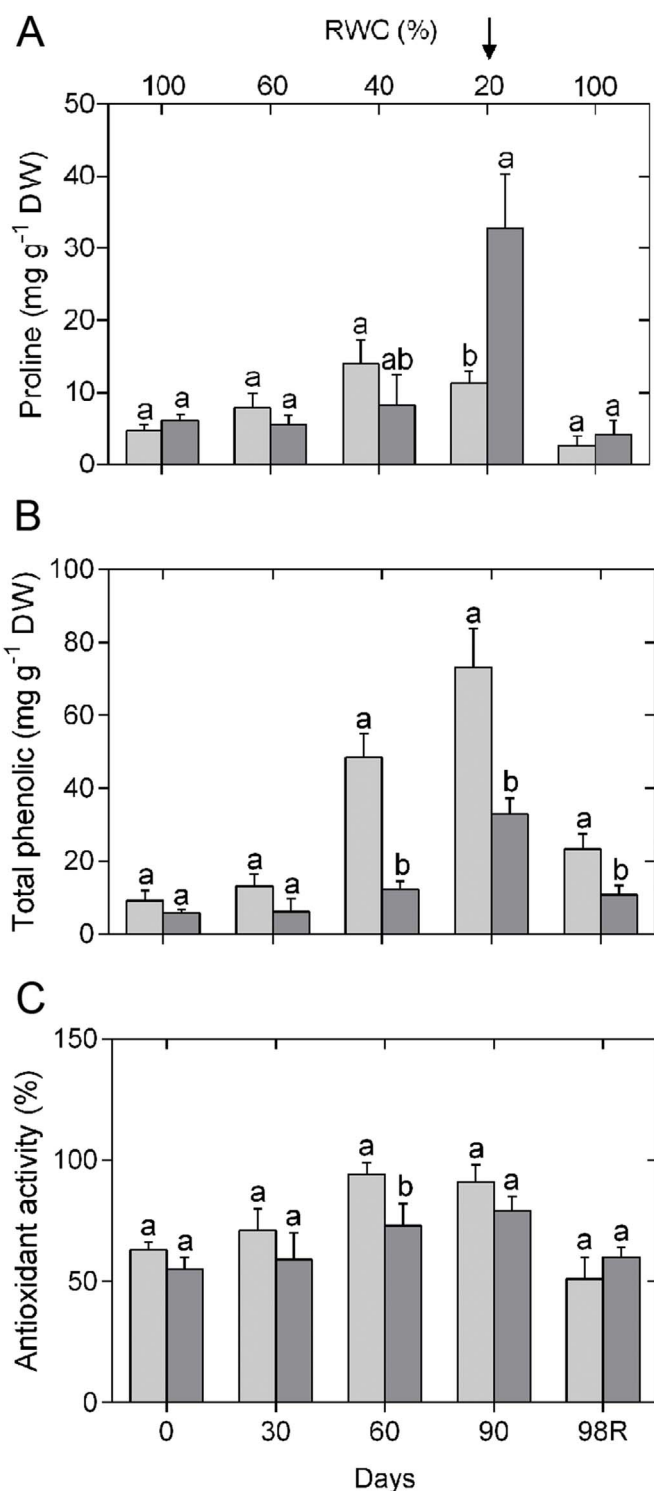 A
RWC (%)
100 60 40 20 100
50
40
30
20
10
0
Proline (mg g⁻¹ DW)
a a a a a ab b a a a
B
100
80
60
40
20
0
Total phenolic (mg g⁻¹ DW)
a a a a a b a b a b
C
150
100
50
0
Antioxidant activity (%)
a a a a a b a a a a
0 30 60 90 98R
Days